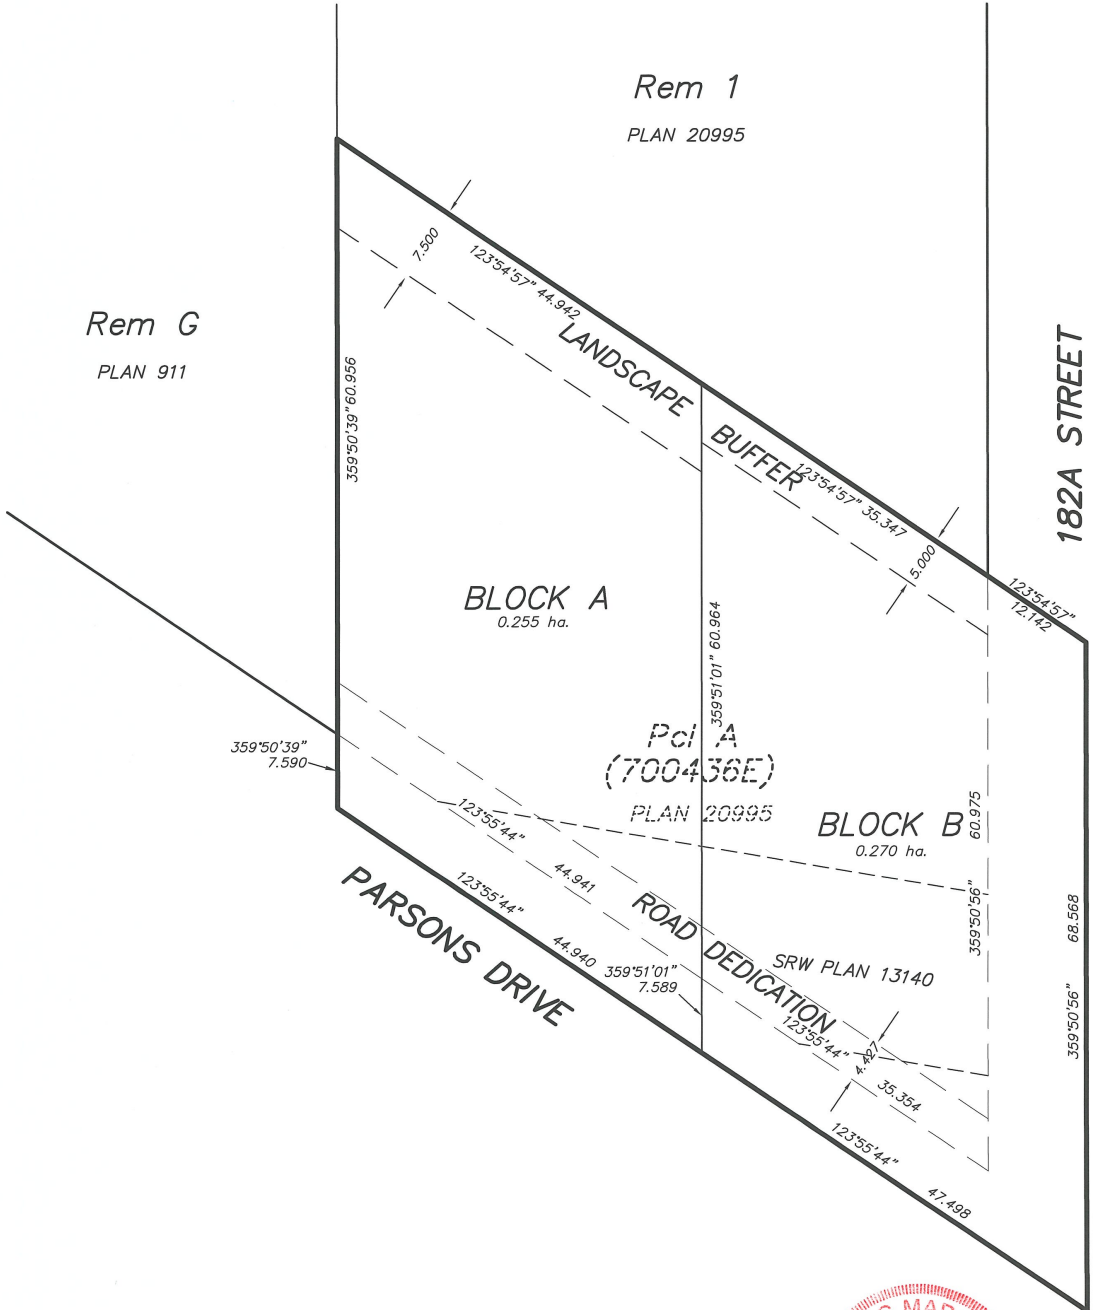 Rem 1
PLAN 20995
Rem G
PLAN 911
7.500
123°54'57" 44.942
LANDSCAPE
BUFFER
123°54'57" 35.347
5.000
123°54'57"
12.142
182A STREET
359°50'39" 60.956
BLOCK A
0.255 ha.
359°51'01" 60.964
Pcl A
(700436E)
PLAN 20995
BLOCK B
0.270 ha.
359°50'56" 60.975
359°50'39"
7.590
123°55'44" 44.941
123°55'44" 44.940
PARSONS DRIVE
ROAD DEDICATION
359°51'01"
7.589
SRW PLAN 13140
123°55'44" 35.354
4.427
359°50'56" 68.568
123°55'44" 47.498